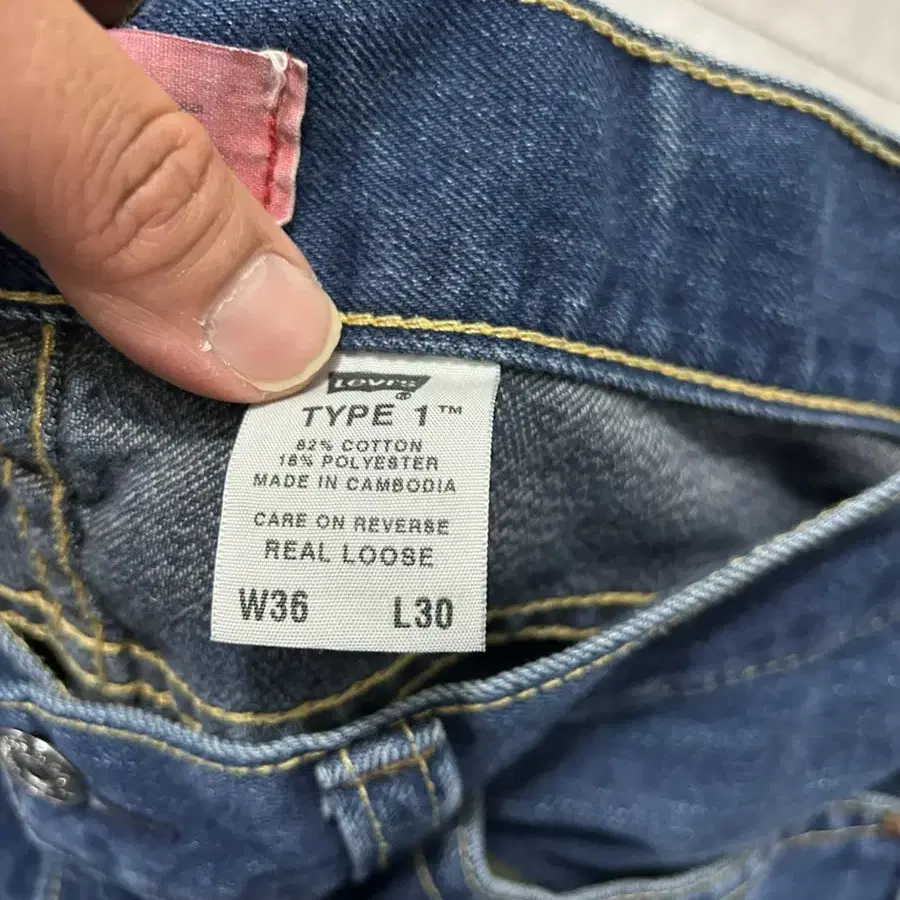 Levi's
®
TYPE 1™
82% COTTON
18% POLYESTER
MADE IN CAMBODIA
CARE ON REVERSE
REAL LOOSE
W36 L30